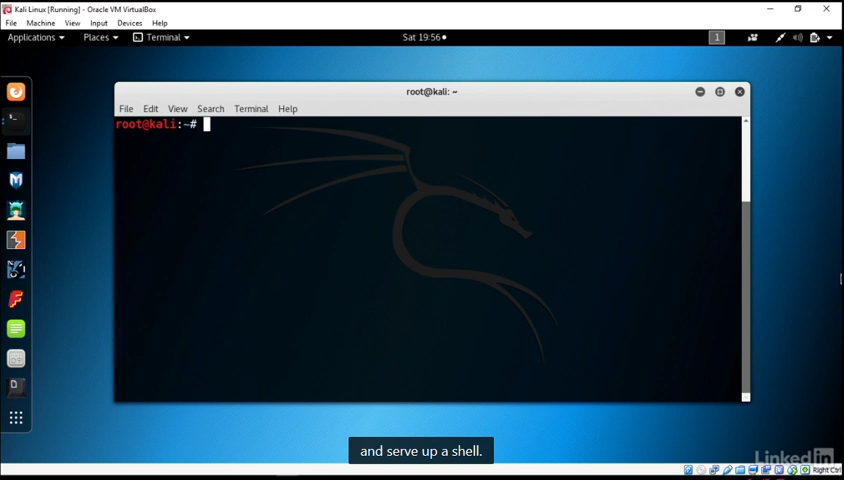 Kali Linux [Running] - Oracle VM VirtualBox
File Machine View Input Devices Help
Applications Places Terminal Sat 19:56 1
root@kali: ~
File Edit View Search Terminal Help
root@kali:~#
and serve up a shell.
LinkedIn
Right Ctrl